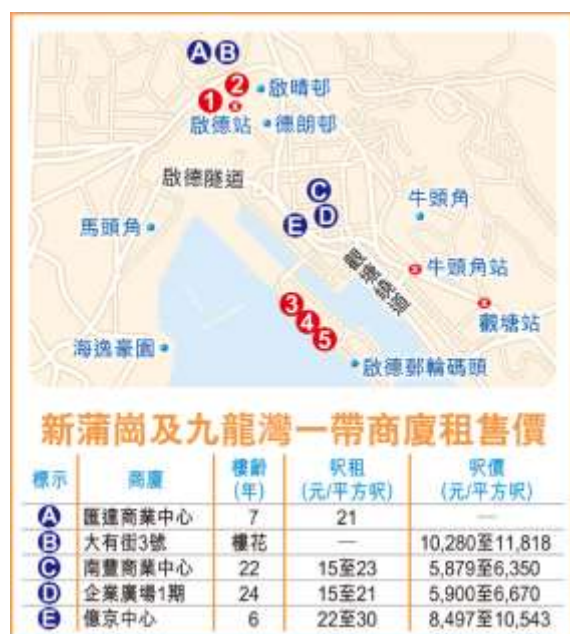 A B
2
1
啟晴邨
啟德站
德朗邨
啟德隧道
C
D
E
牛頭角
馬頭角
觀塘繞道
牛頭角站
3
4
5
觀塘站
海逸豪園
啟德郵輪碼頭
新蒲崗及九龍灣一帶商廈租售價
標示 商廈 樓齡(年) 呎租(元/平方呎) 呎價(元/平方呎)
A 匯達商業中心 7 21 —
B 大有街3號 樓花 — 10,280至11,818
C 南豐商業中心 22 15至23 5,879至6,350
D 企業廣場1期 24 15至21 5,900至6,670
E 億京中心 6 22至30 8,497至10,543